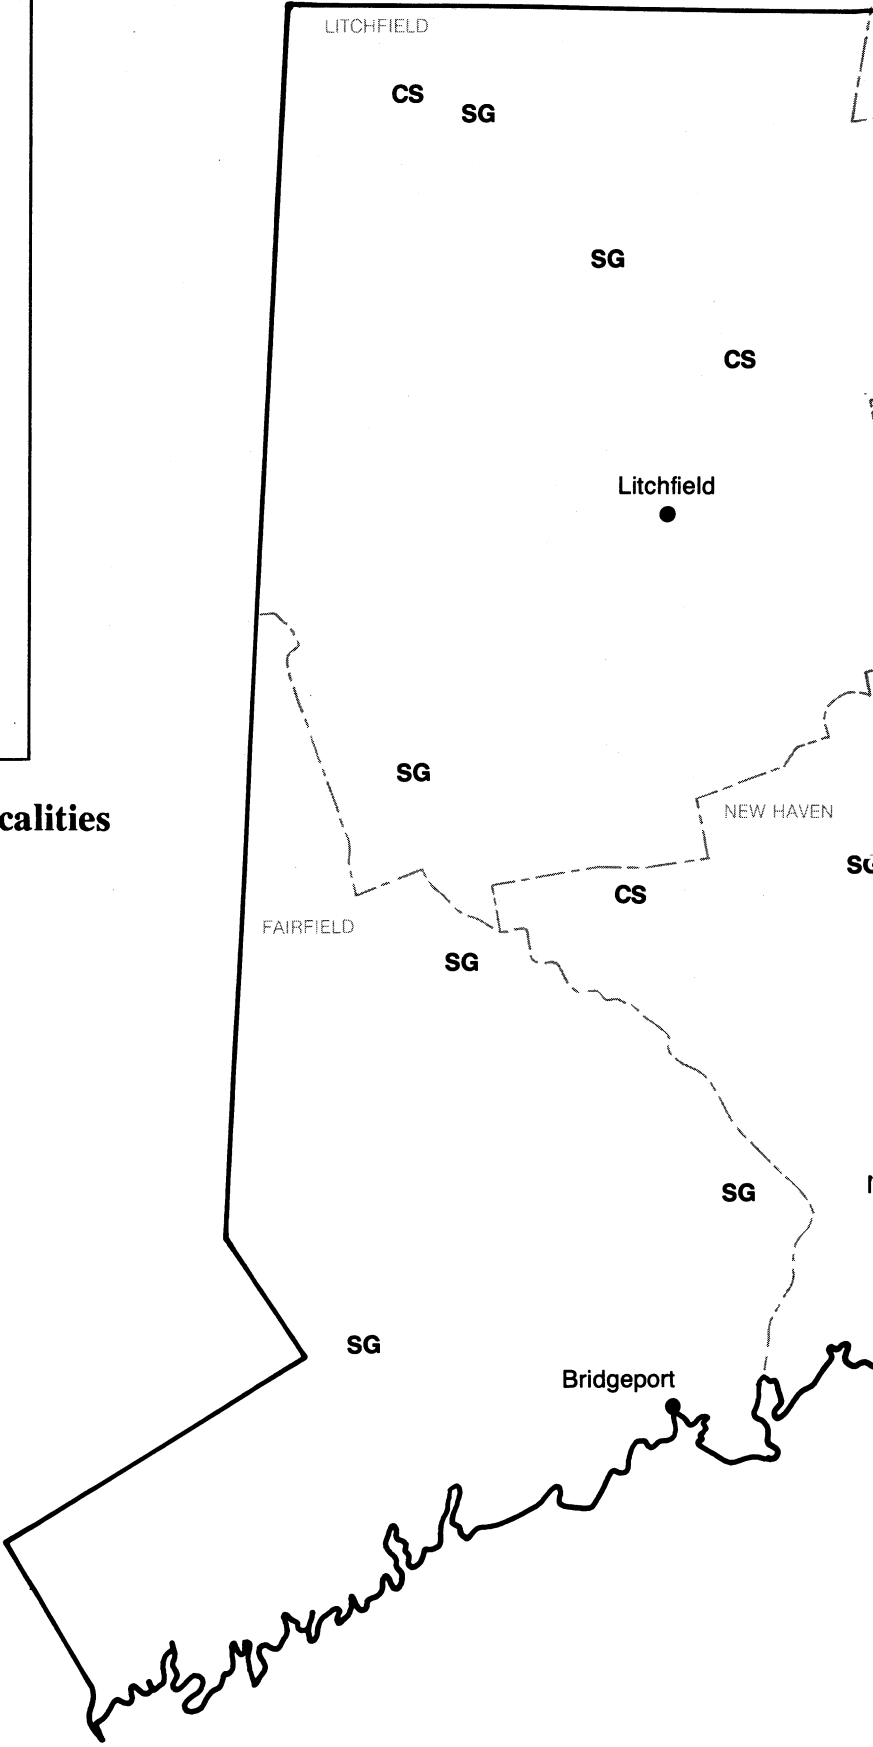 LITCHFIELD
CS
SG
SG
CS
Litchfield
SG
calities
NEW HAVEN
CS
FAIRFIELD
SG
SG
SG
Bridgeport